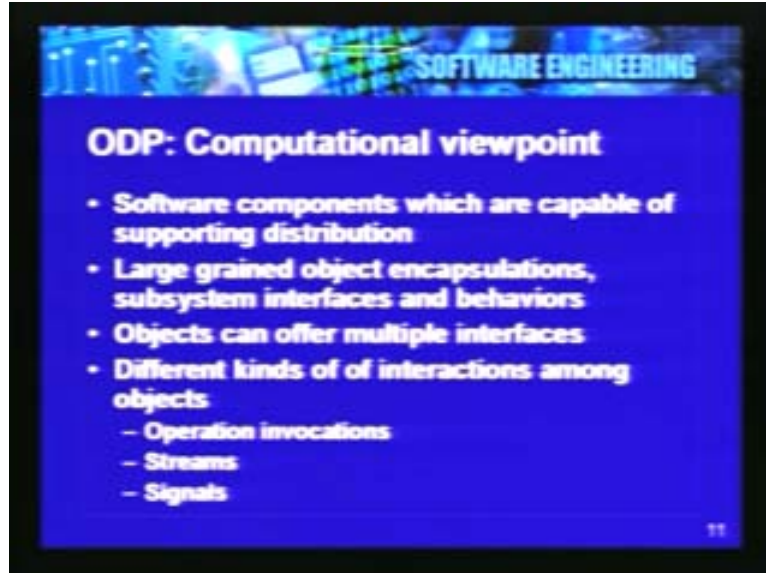 SOFTWARE ENGINEERING
ODP: Computational viewpoint
• Software components which are capable of
supporting distribution
• Large grained object encapsulations,
subsystem interfaces and behaviors
• Objects can offer multiple interfaces
• Different kinds of of interactions among
objects
– Operation invocations
– Streams
– Signals
11